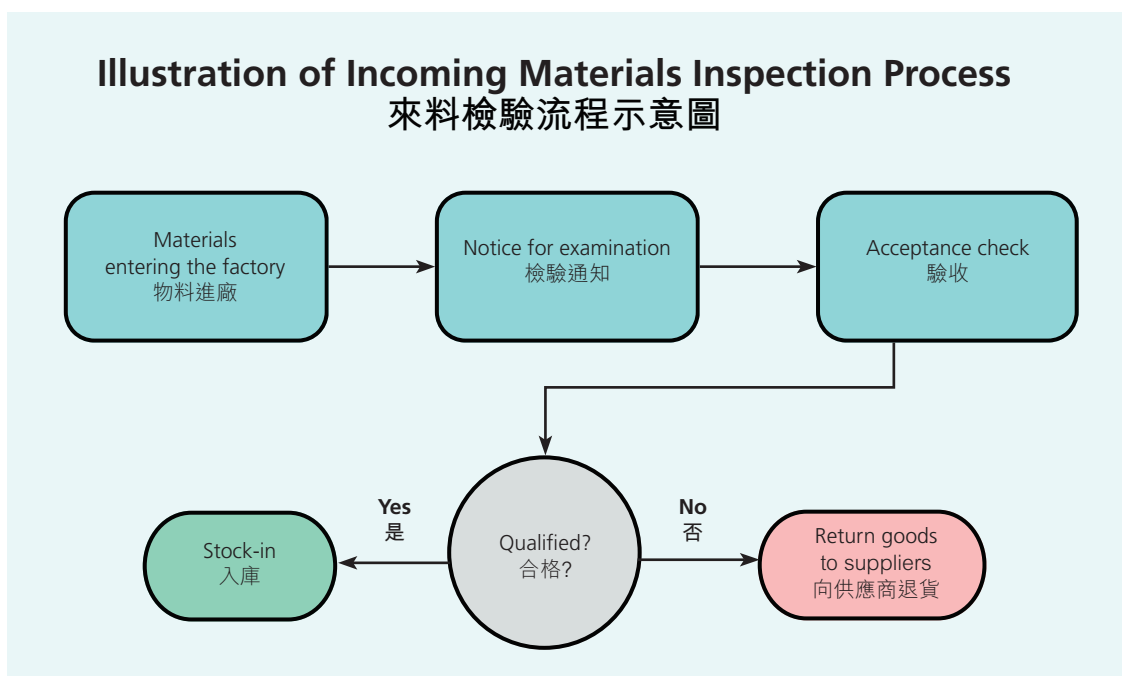 Illustration of Incoming Materials Inspection Process
來料檢驗流程示意圖
Materials
entering the factory
物料進廠
Notice for examination
檢驗通知
Acceptance check
驗收
Yes
是
No
否
Stock-in
入庫
Qualified?
合格?
Return goods
to suppliers
向供應商退貨